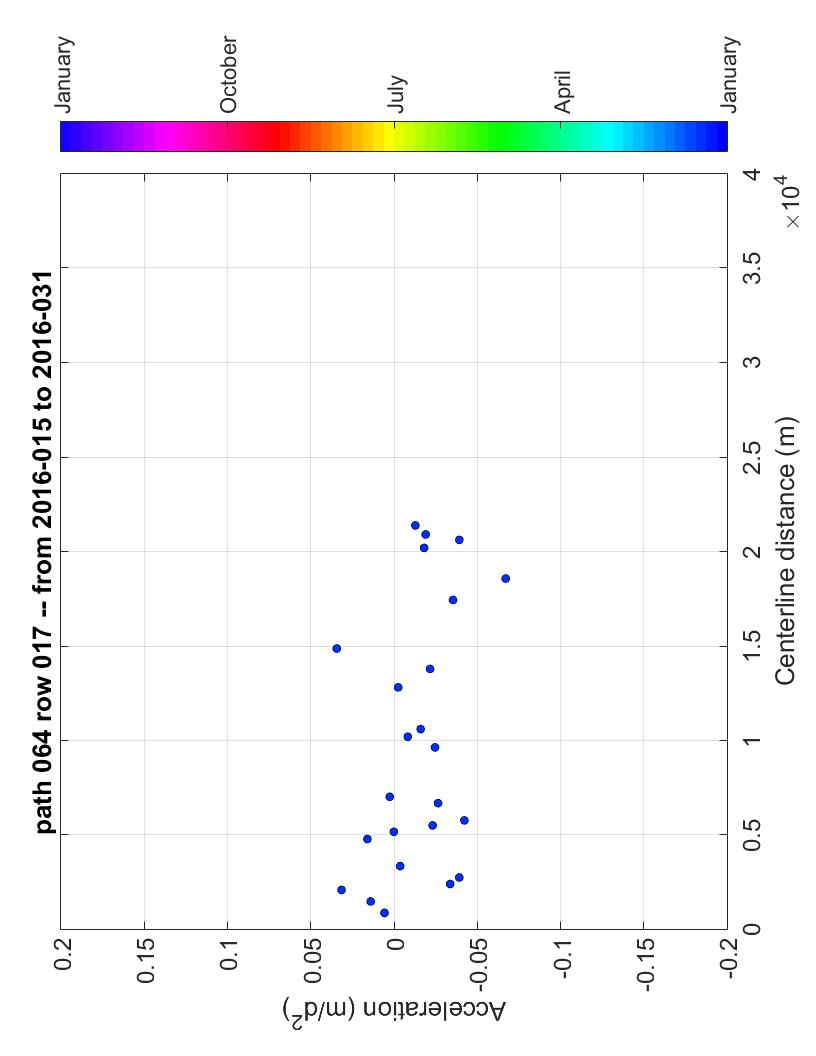 path 064 row 017 -- from 2016-015 to 2016-031
0.2
0.15
0.1
0.05
0
-0.05
-0.1
-0.15
-0.2
Acceleration (m/d²)
0
0.5
1
1.5
2
2.5
3
3.5
4
×10⁴
Centerline distance (m)
January
October
July
April
January